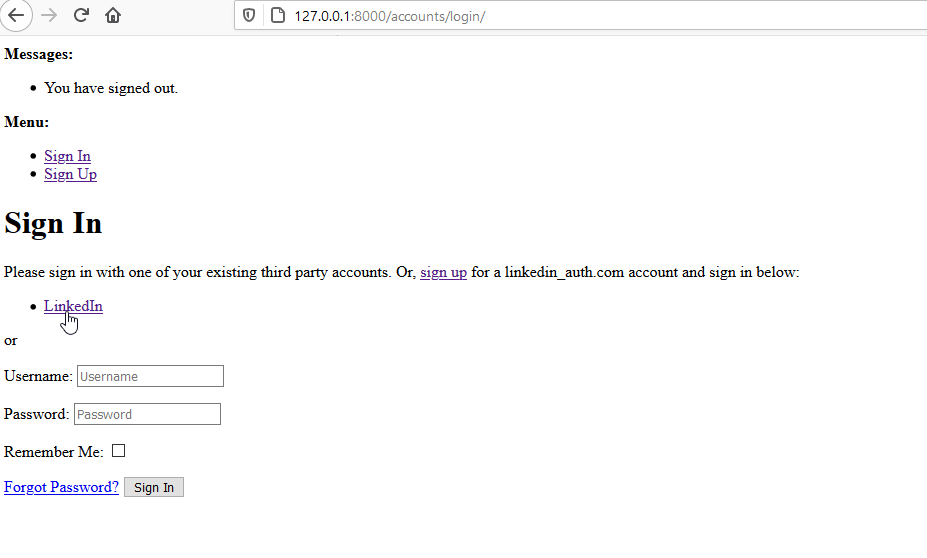 127.0.0.1:8000/accounts/login/
Messages:
You have signed out.
Menu:
Sign In
Sign Up
Sign In
Please sign in with one of your existing third party accounts. Or, sign up for a linkedin_auth.com account and sign in below:
LinkedIn
or
Username: Username
Password: Password
Remember Me:
Forgot Password? Sign In